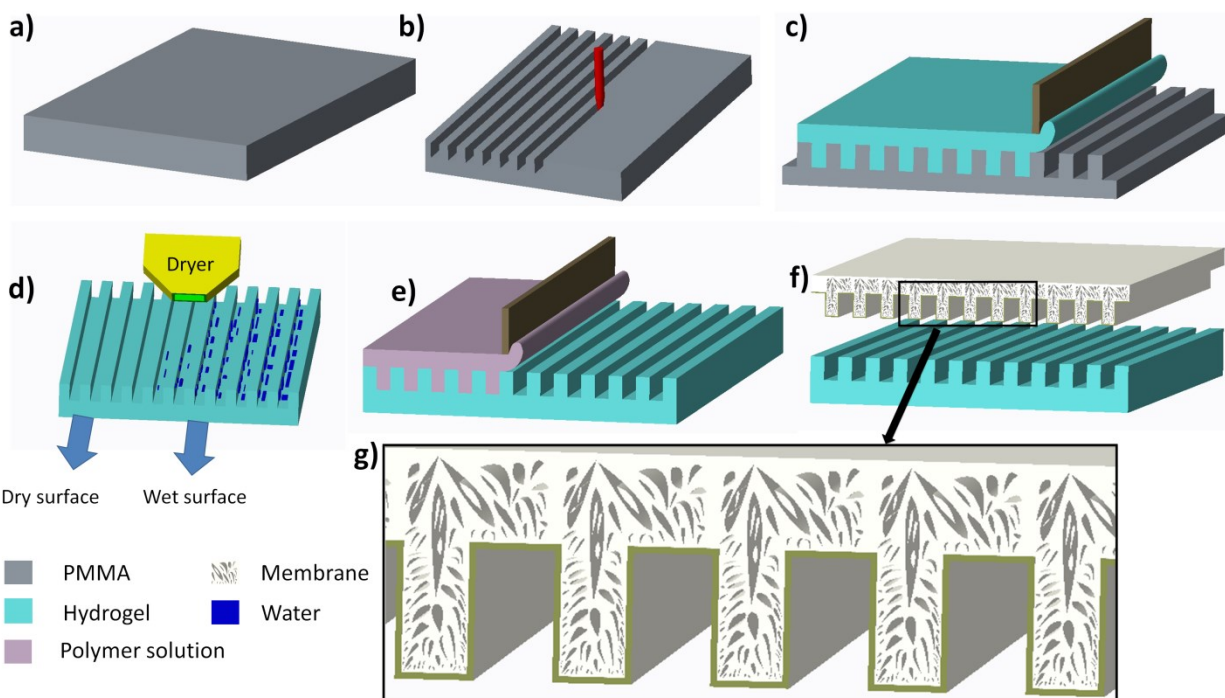 a)
b)
c)
d)
Dryer
e)
f)
Dry surface
Wet surface
g)
PMMA
Membrane
Hydrogel
Water
Polymer solution